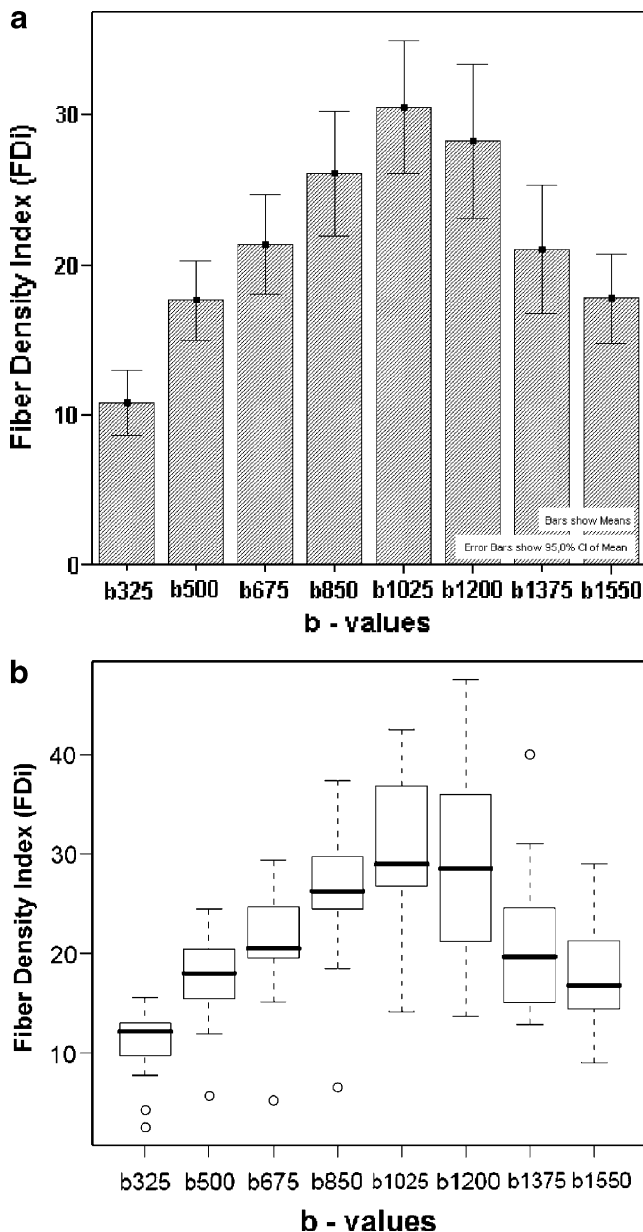 a
Fiber Density Index (FDi)
30
20
10
0
Bars show Means
Error Bars show 95,0% CI of Mean
b325 b500 b675 b850 b1025 b1200 b1375 b1550
b - values
b
Fiber Density Index (FDi)
40
30
20
10
b325 b500 b675 b850 b1025 b1200 b1375 b1550
b - values